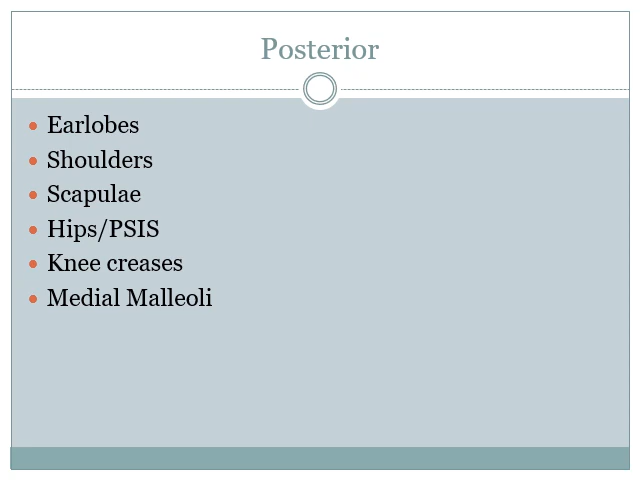 Posterior
• Earlobes
• Shoulders
• Scapulae
• Hips/PSIS
• Knee creases
• Medial Malleoli